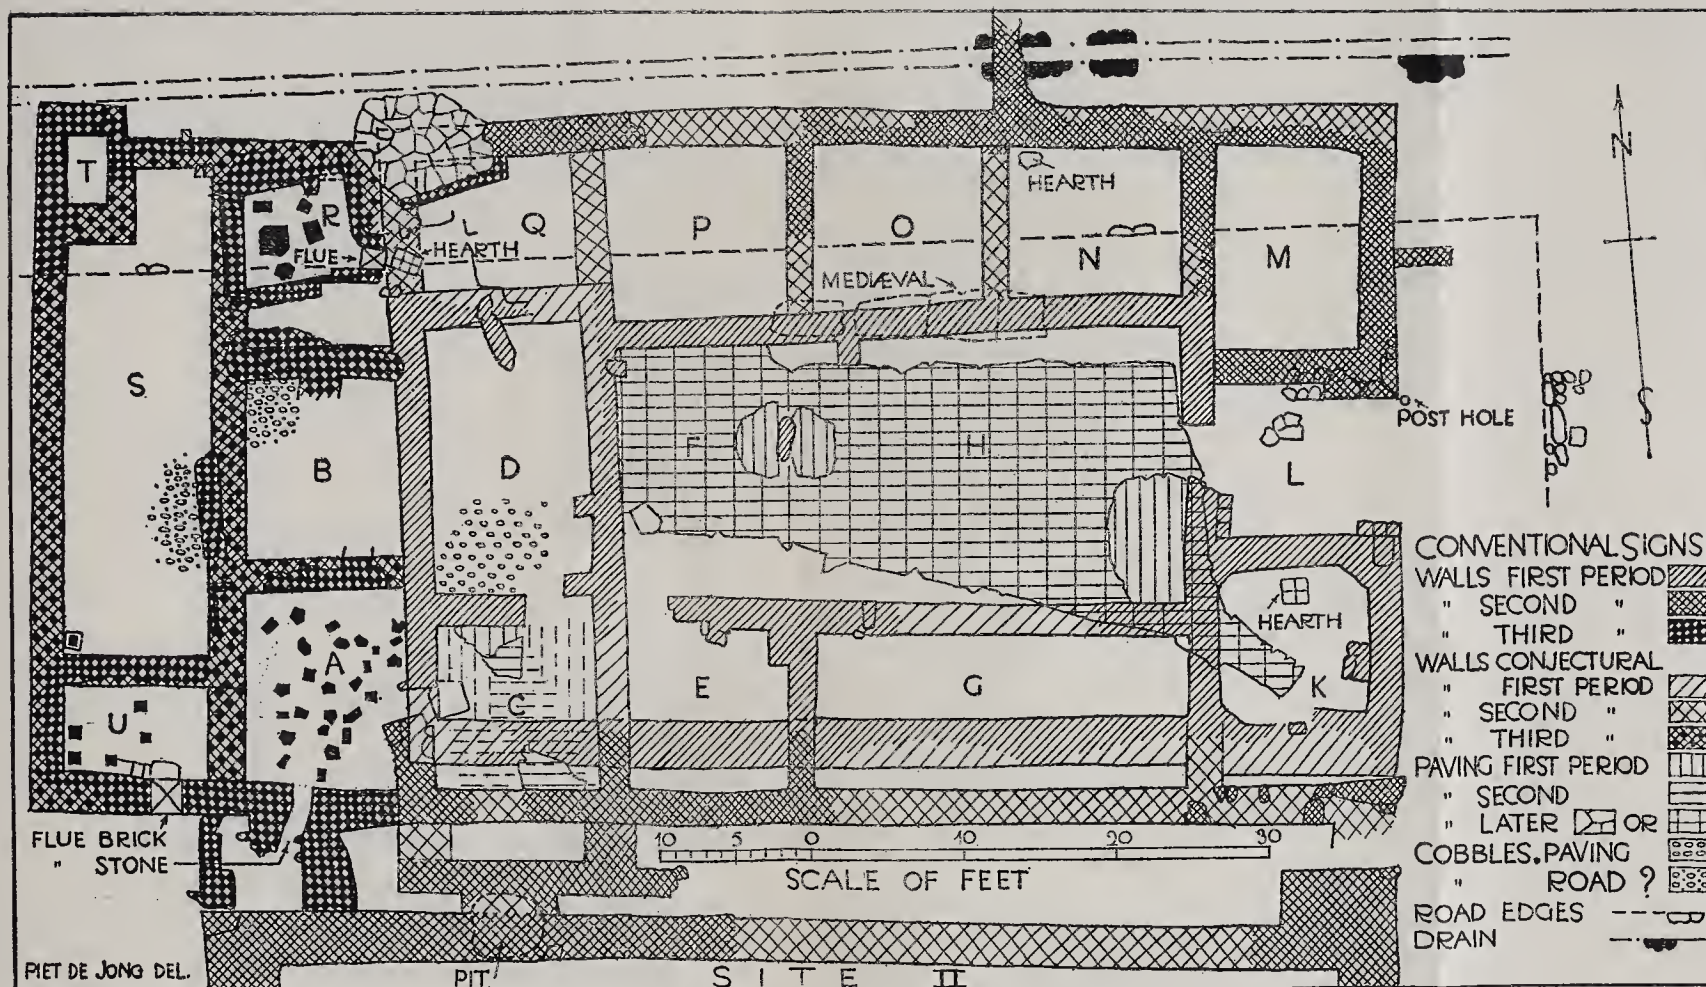 T
R
Q
P
O
N
M
HEARTH
FLUE
HEARTH
MEDIÆVAL
N
S
S
B
D
F
H
L
POST HOLE
A
C
E
G
K
HEARTH
U
FLUE BRICK
" STONE
10 5 0 10 20 30
SCALE OF FEET
CONVENTIONAL SIGNS
WALLS FIRST PERIOD
" SECOND "
" THIRD "
WALLS CONJECTURAL
" FIRST PERIOD
" SECOND "
" THIRD "
PAVING FIRST PERIOD
" SECOND
" LATER OR
COBBLES. PAVING
" ROAD ?
ROAD EDGES
DRAIN
PIET DE JONG DEL.
PIT.
SITE II